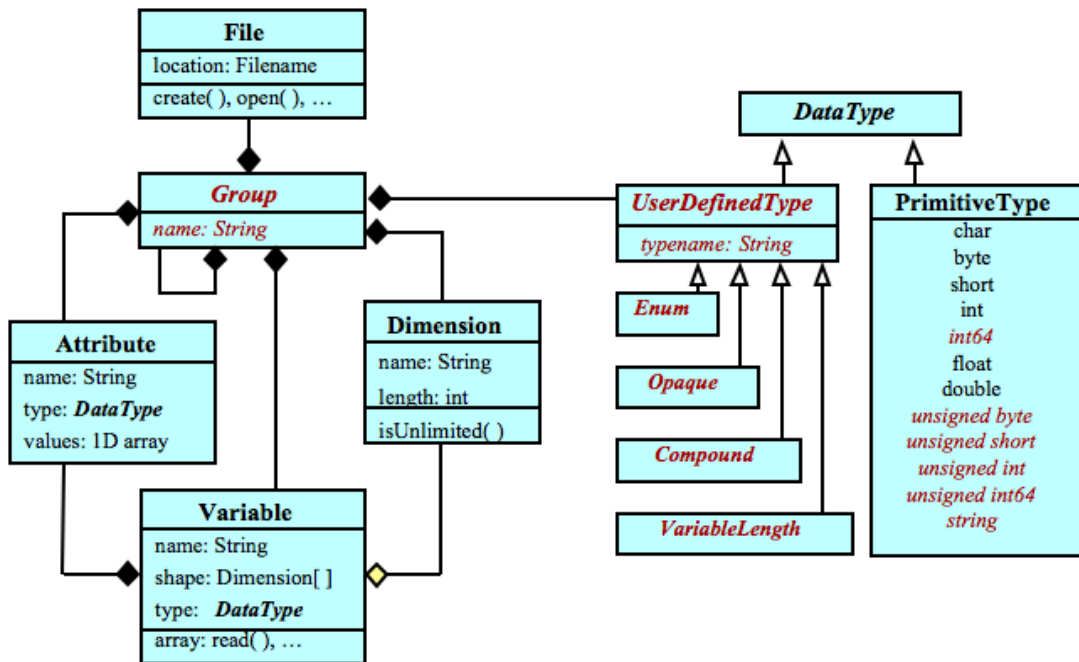 File
location: Filename
create( ), open( ), …
Group
name: String
Attribute
name: String
type: DataType
values: 1D array
Dimension
name: String
length: int
isUnlimited( )
Variable
name: String
shape: Dimension[ ]
type: DataType
array: read( ), …
DataType
UserDefinedType
typename: String
Enum
Opaque
Compound
VariableLength
PrimitiveType
char
byte
short
int
int64
float
double
unsigned byte
unsigned short
unsigned int
unsigned int64
string